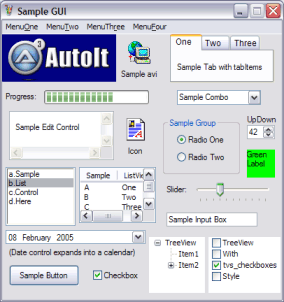 Sample GUI
MenuOne MenuTwo MenuThree MenuFour
AutoIt
3
Sample avi
One Two Three
Sample Tab with tabItems
Progress:
Sample Combo
Sample Edit Control
Icon
Sample Group
Radio One
Radio Two
UpDown
42
Green
Label
a.Sample
b.List
c.Control
d.Here
Sample ListVi
A One
B Two
C Three
Slider:
Sample Input Box
08 February 2005
(Date control expands into a calendar)
Sample Button
Checkbox
TreeView
Item1
Item2
TreeView
With
tvs_checkboxes
Style